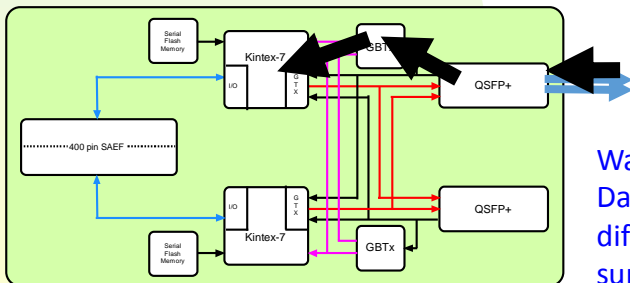 Serial
Flash
Memory
Kintex-7
I/O
G
T
X
GBTx
QSFP+
400 pin SAEF
Wa
Da
dif
sur
I/O
G
T
X
Kintex-7
QSFP+
Serial
Flash
Memory
GBTx